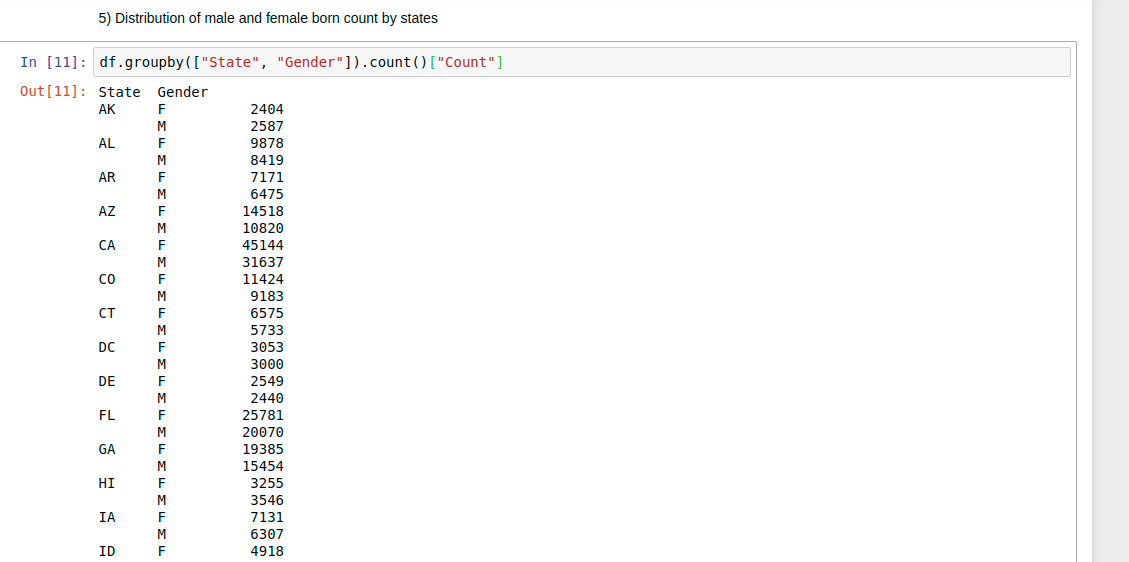 5) Distribution of male and female born count by states
In [11]: df.groupby(["State", "Gender"]).count()["Count"]
Out[11]: State Gender
AK F 2404
M 2587
AL F 9878
M 8419
AR F 7171
M 6475
AZ F 14518
M 10820
CA F 45144
M 31637
CO F 11424
M 9183
CT F 6575
M 5733
DC F 3053
M 3000
DE F 2549
M 2440
FL F 25781
M 20070
GA F 19385
M 15454
HI F 3255
M 3546
IA F 7131
M 6307
ID F 4918